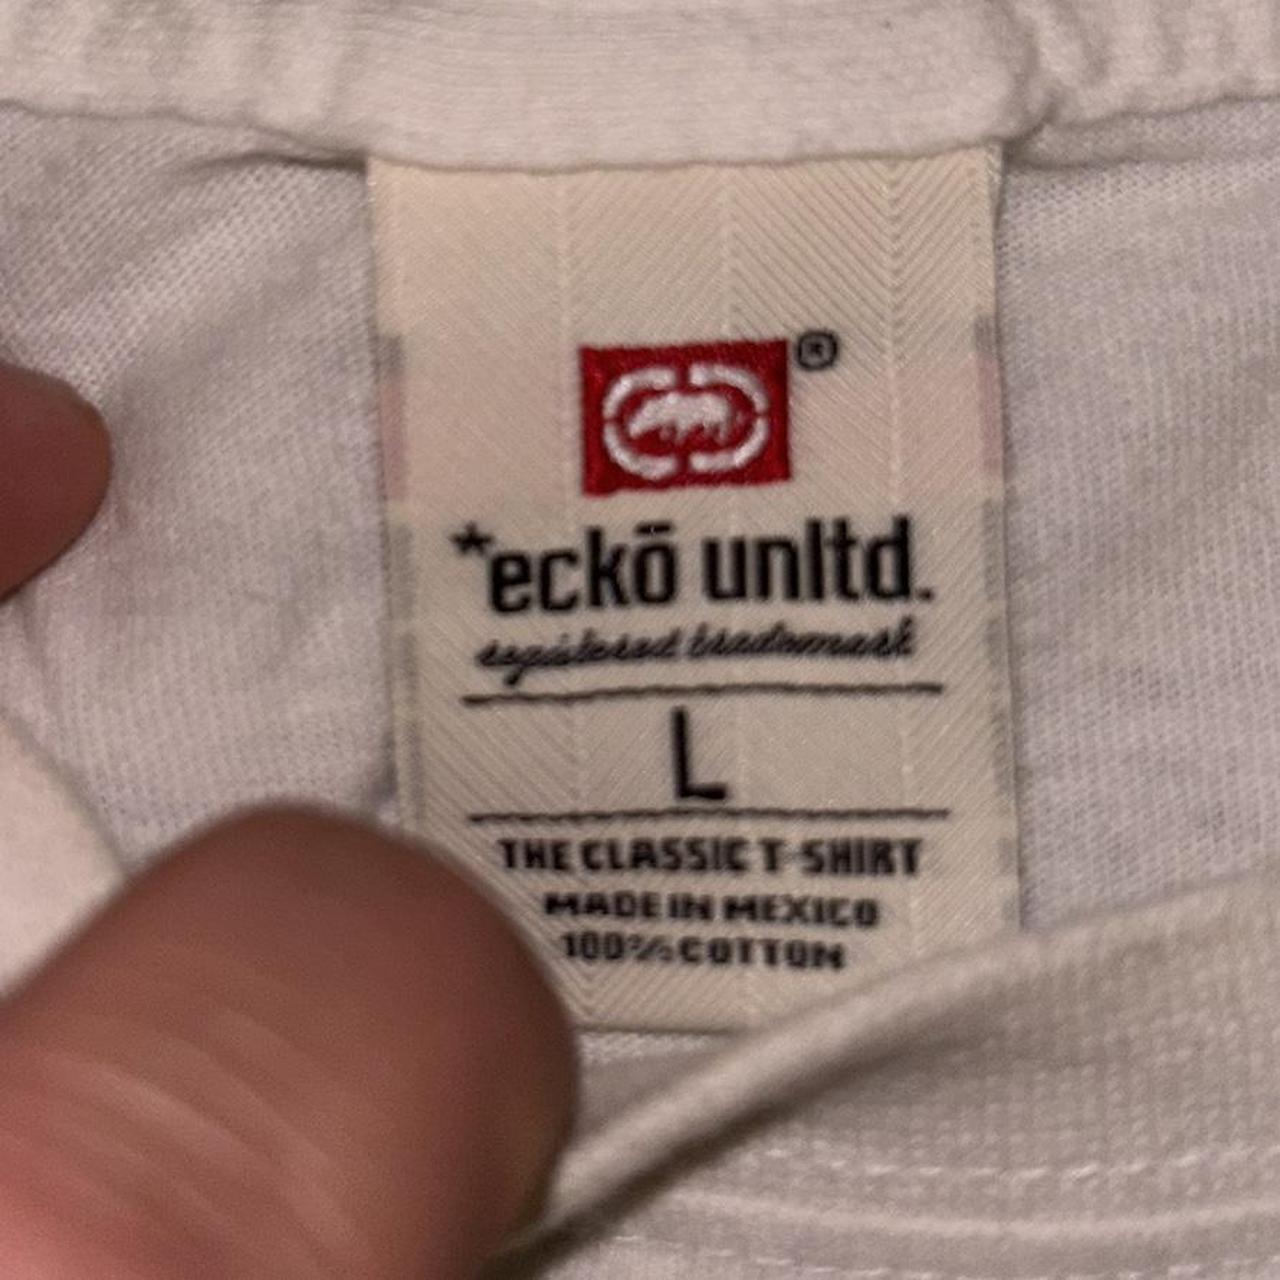 ®
*eckō unltd.
registered trademark
L
THE CLASSIC T-SHIRT
MADE IN MEXICO
100% COTTON